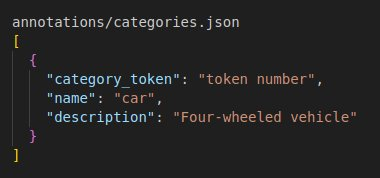 annotations/categories.json
[
  {
    "category_token": "token number",
    "name": "car",
    "description": "Four-wheeled vehicle"
  }
]